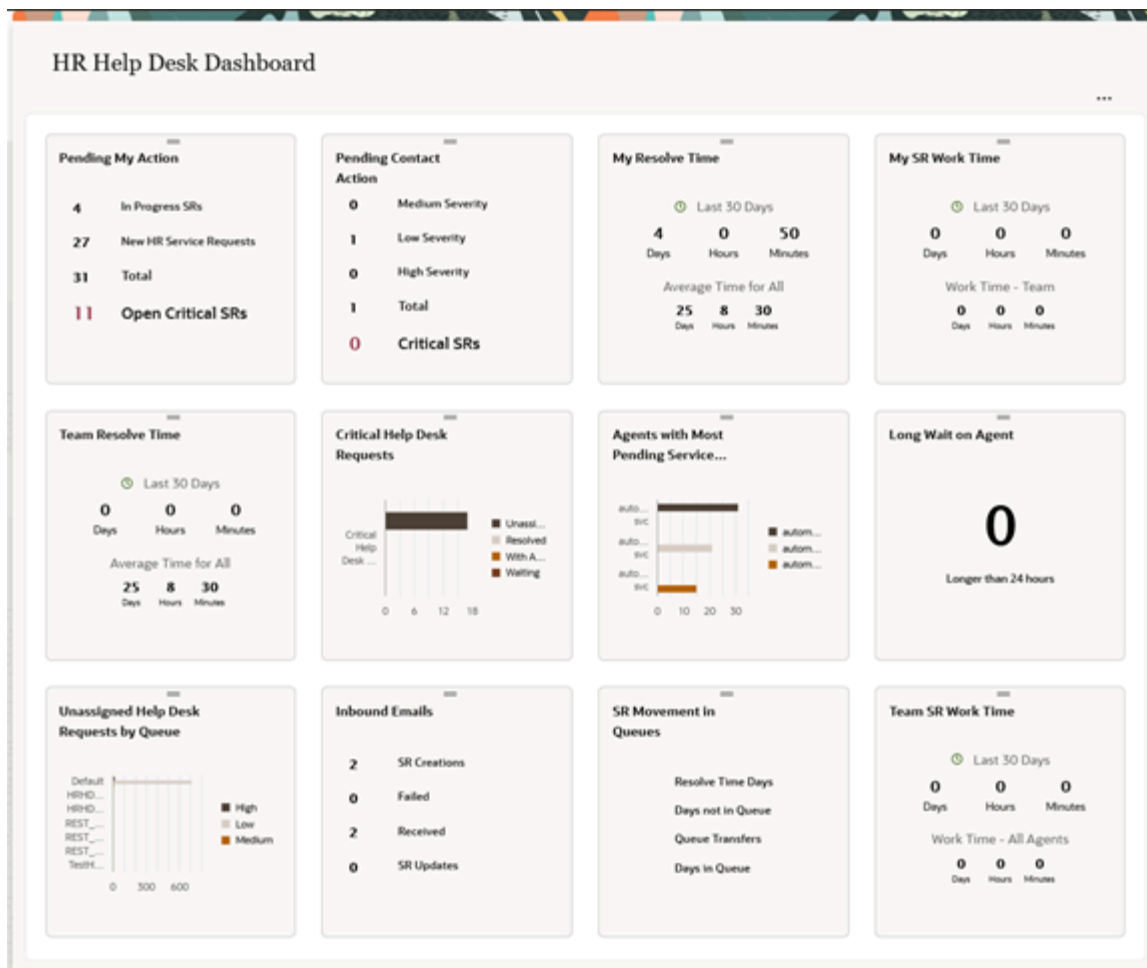 HR Help Desk Dashboard
...
Pending My Action
4 In Progress SRs
27 New HR Service Requests
31 Total
11 Open Critical SRs
Pending Contact
Action
0 Medium Severity
1 Low Severity
0 High Severity
1 Total
0 Critical SRs
My Resolve Time
Last 30 Days
4 0 50
Days Hours Minutes
Average Time for All
25 8 30
Days Hours Minutes
My SR Work Time
Last 30 Days
0 0 0
Days Hours Minutes
Work Time - Team
0 0 0
Days Hours Minutes
Team Resolve Time
Last 30 Days
0 0 0
Days Hours Minutes
Average Time for All
25 8 30
Days Hours Minutes
Critical Help Desk
Requests
Critical
Help
Desk ...
0 6 12 18
Unassi...
Resolved
With A...
Waiting
Agents with Most
Pending Service...
auto...
svc
auto...
svc
auto...
svc
0 10 20 30
autom...
autom...
autom...
Long Wait on Agent
0
Longer than 24 hours
Unassigned Help Desk
Requests by Queue
Default
HRHD...
HRHD...
REST_...
REST_...
REST_...
TestH...
0 300 600
High
Low
Medium
Inbound Emails
2 SR Creations
0 Failed
2 Received
0 SR Updates
SR Movement in
Queues
Resolve Time Days
Days not in Queue
Queue Transfers
Days in Queue
Team SR Work Time
Last 30 Days
0 0 0
Days Hours Minutes
Work Time - All Agents
0 0 0
Days Hours Minutes